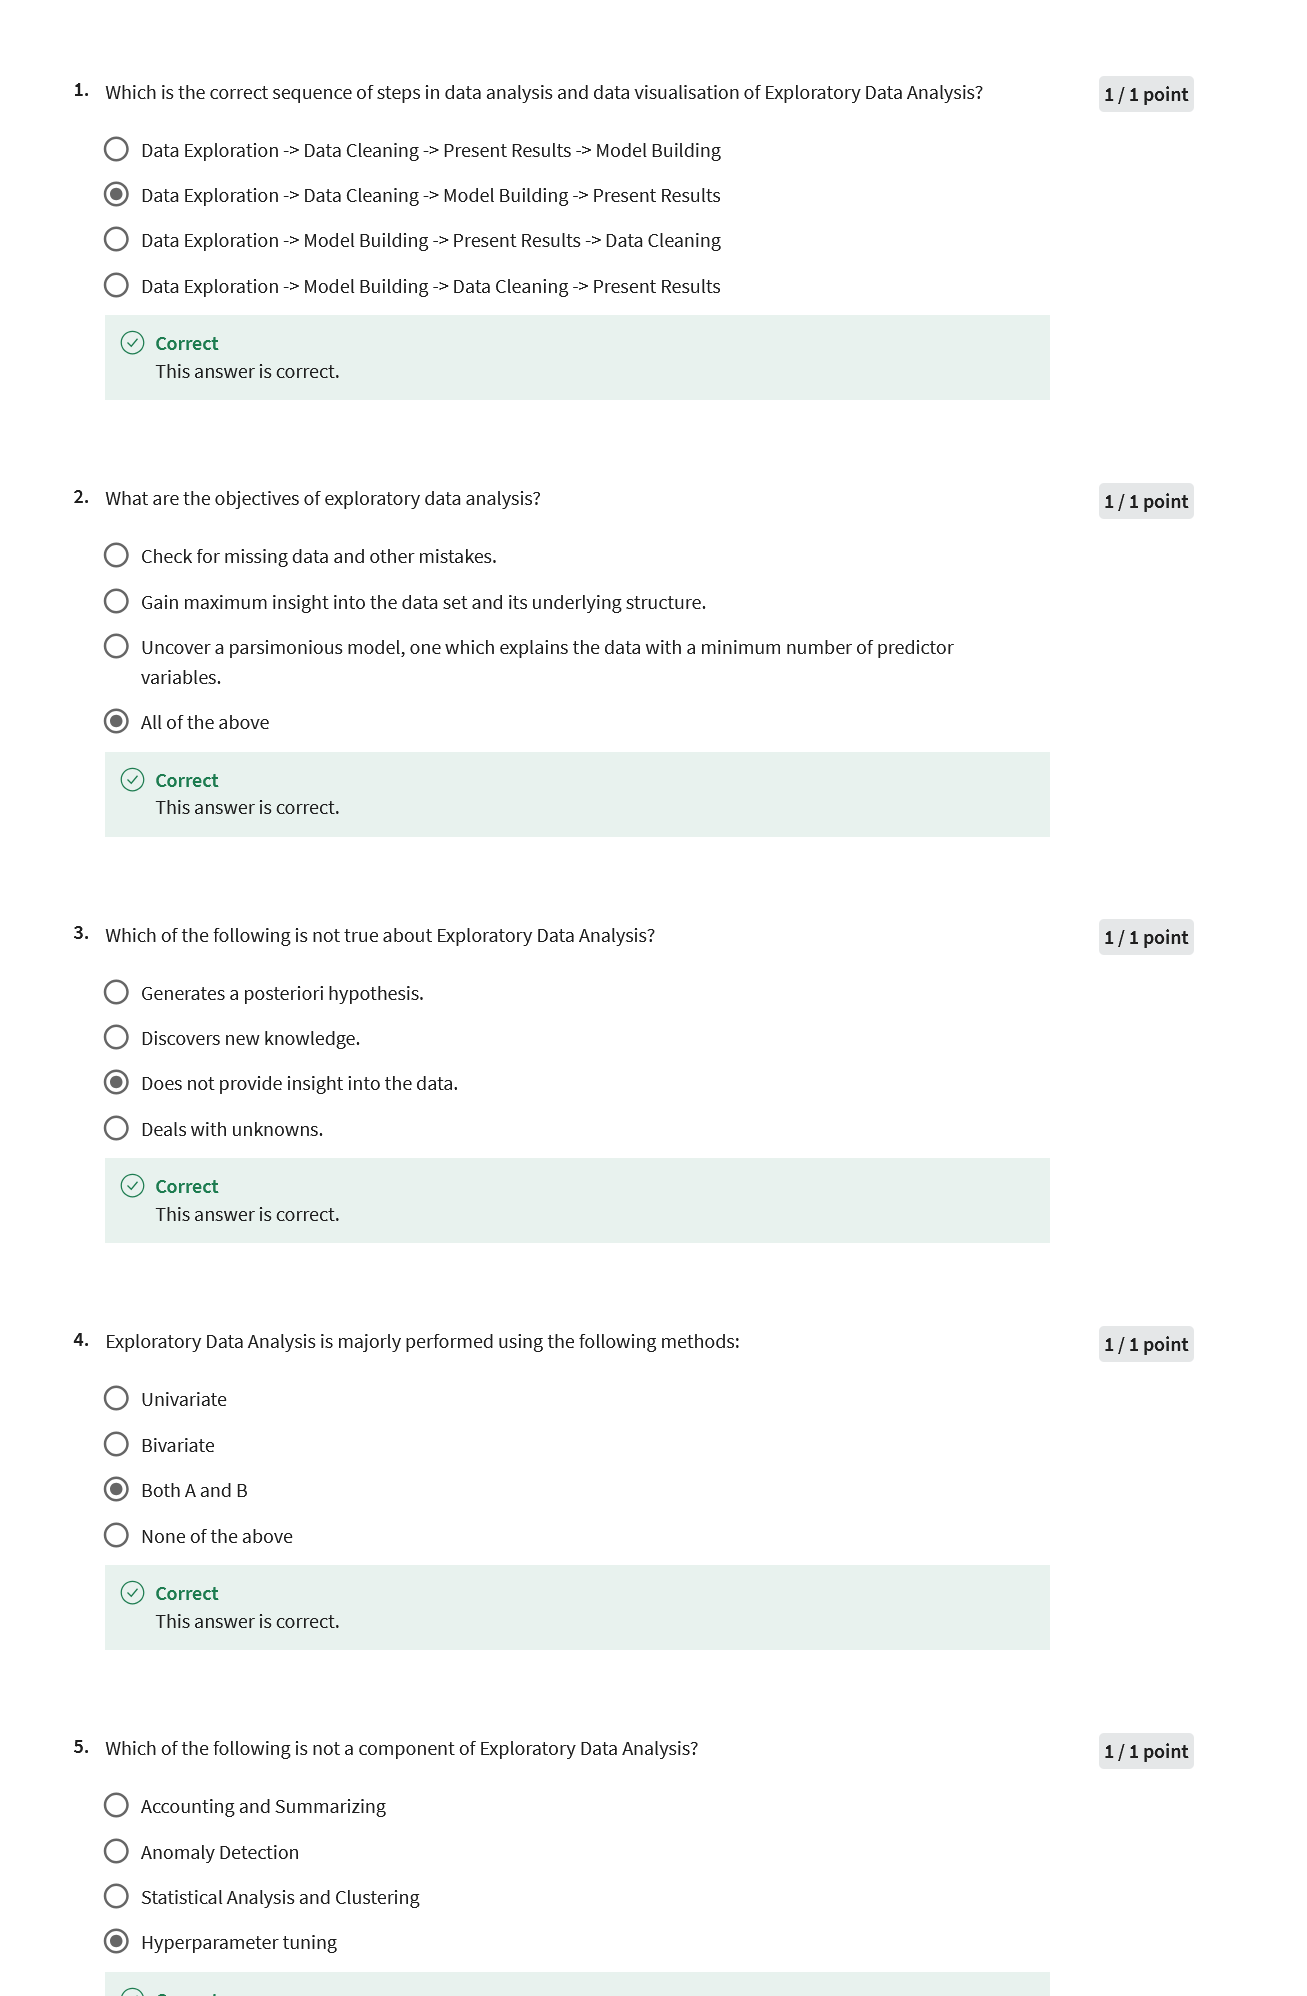 1. Which is the correct sequence of steps in data analysis and data visualisation of Exploratory Data Analysis? 1 / 1 point
Data Exploration -> Data Cleaning -> Present Results -> Model Building
Data Exploration -> Data Cleaning -> Model Building -> Present Results
Data Exploration -> Model Building -> Present Results -> Data Cleaning
Data Exploration -> Model Building -> Data Cleaning -> Present Results
Correct
This answer is correct.
2. What are the objectives of exploratory data analysis? 1 / 1 point
Check for missing data and other mistakes.
Gain maximum insight into the data set and its underlying structure.
Uncover a parsimonious model, one which explains the data with a minimum number of predictor
variables.
All of the above
Correct
This answer is correct.
3. Which of the following is not true about Exploratory Data Analysis? 1 / 1 point
Generates a posteriori hypothesis.
Discovers new knowledge.
Does not provide insight into the data.
Deals with unknowns.
Correct
This answer is correct.
4. Exploratory Data Analysis is majorly performed using the following methods: 1 / 1 point
Univariate
Bivariate
Both A and B
None of the above
Correct
This answer is correct.
5. Which of the following is not a component of Exploratory Data Analysis? 1 / 1 point
Accounting and Summarizing
Anomaly Detection
Statistical Analysis and Clustering
Hyperparameter tuning